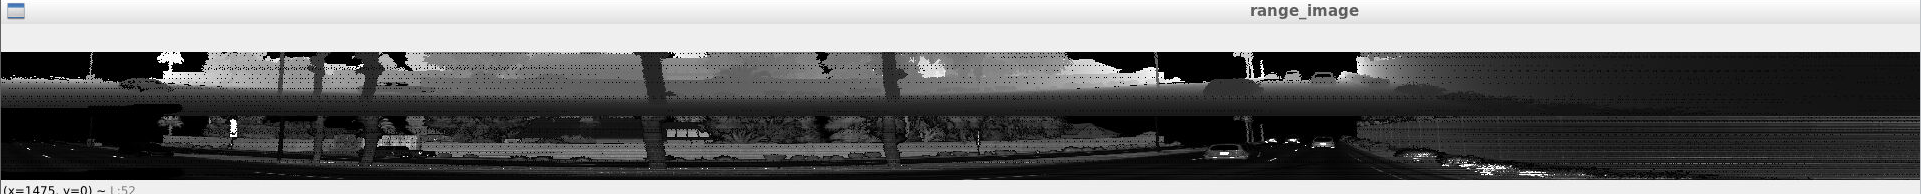 range_image
(x=1475, y=0) ~ L:52